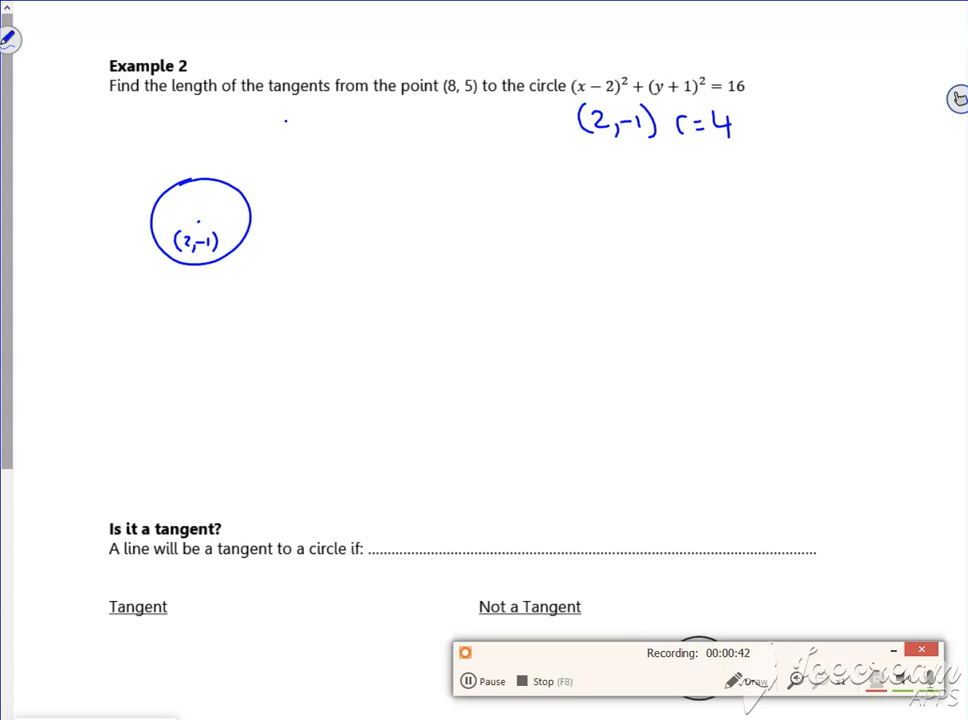 Example 2
Find the length of the tangents from the point (8, 5) to the circle (x − 2)² + (y + 1)² = 16
(2,-1) r=4
(2,-1)
Is it a tangent?
A line will be a tangent to a circle if: ................................................................................................................
Tangent
Not a Tangent
Recording: 00:00:42
Pause Stop (F8) Draw x1
Icecream
APPS